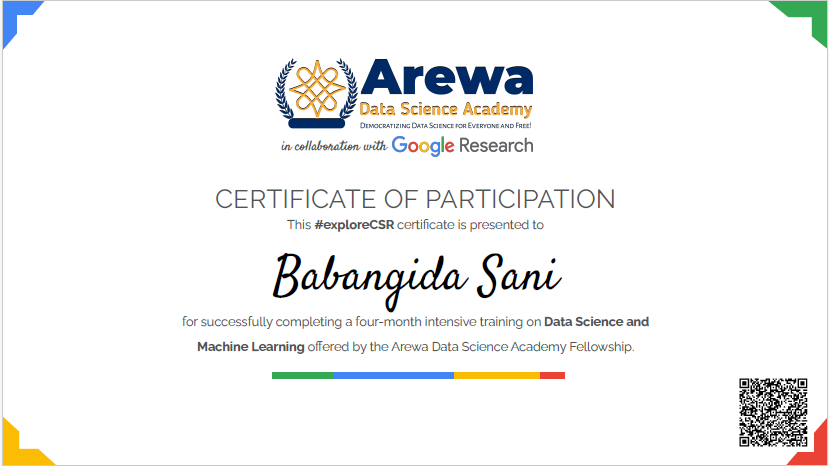 Arewa
Data Science Academy
Democratizing Data Science for Everyone and Free!
in collaboration with Google Research
CERTIFICATE OF PARTICIPATION
This #exploreCSR certificate is presented to
Babangida Sani
for successfully completing a four-month intensive training on Data Science and
Machine Learning offered by the Arewa Data Science Academy Fellowship.